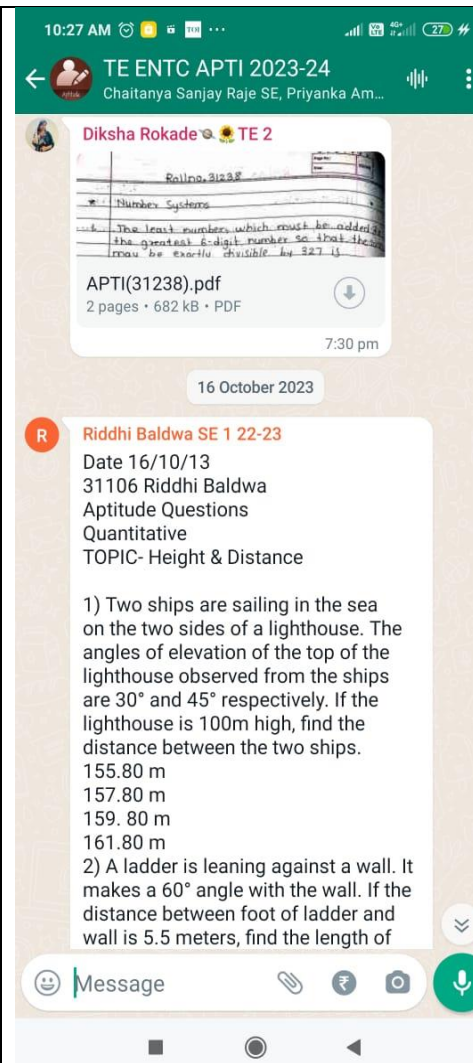 10:27 AM TOI ... Vo LTE 4G+ 27
TE ENTC APTI 2023-24
Chaitanya Sanjay Raje SE, Priyanka Am...
Diksha Rokade TE 2
Rollno. 31238
* Number Systems
The least number, which must be added to
the greatest 6-digit number so that the
may be exactly divisible by 327 is
APTI(31238).pdf
2 pages • 682 kB • PDF
7:30 pm
16 October 2023
R Riddhi Baldwa SE 1 22-23
Date 16/10/13
31106 Riddhi Baldwa
Aptitude Questions
Quantitative
TOPIC- Height & Distance
1) Two ships are sailing in the sea
on the two sides of a lighthouse. The
angles of elevation of the top of the
lighthouse observed from the ships
are 30° and 45° respectively. If the
lighthouse is 100m high, find the
distance between the two ships.
155.80 m
157.80 m
159. 80 m
161.80 m
2) A ladder is leaning against a wall. It
makes a 60° angle with the wall. If the
distance between foot of ladder and
wall is 5.5 meters, find the length of
Message ₹